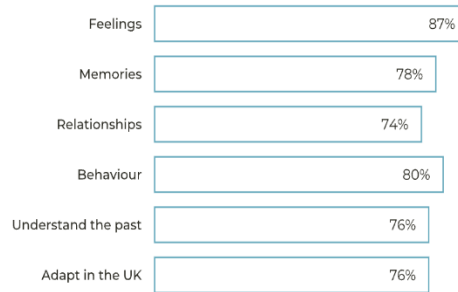 Feelings 87%
Memories 78%
Relationships 74%
Behaviour 80%
Understand the past 76%
Adapt in the UK 76%